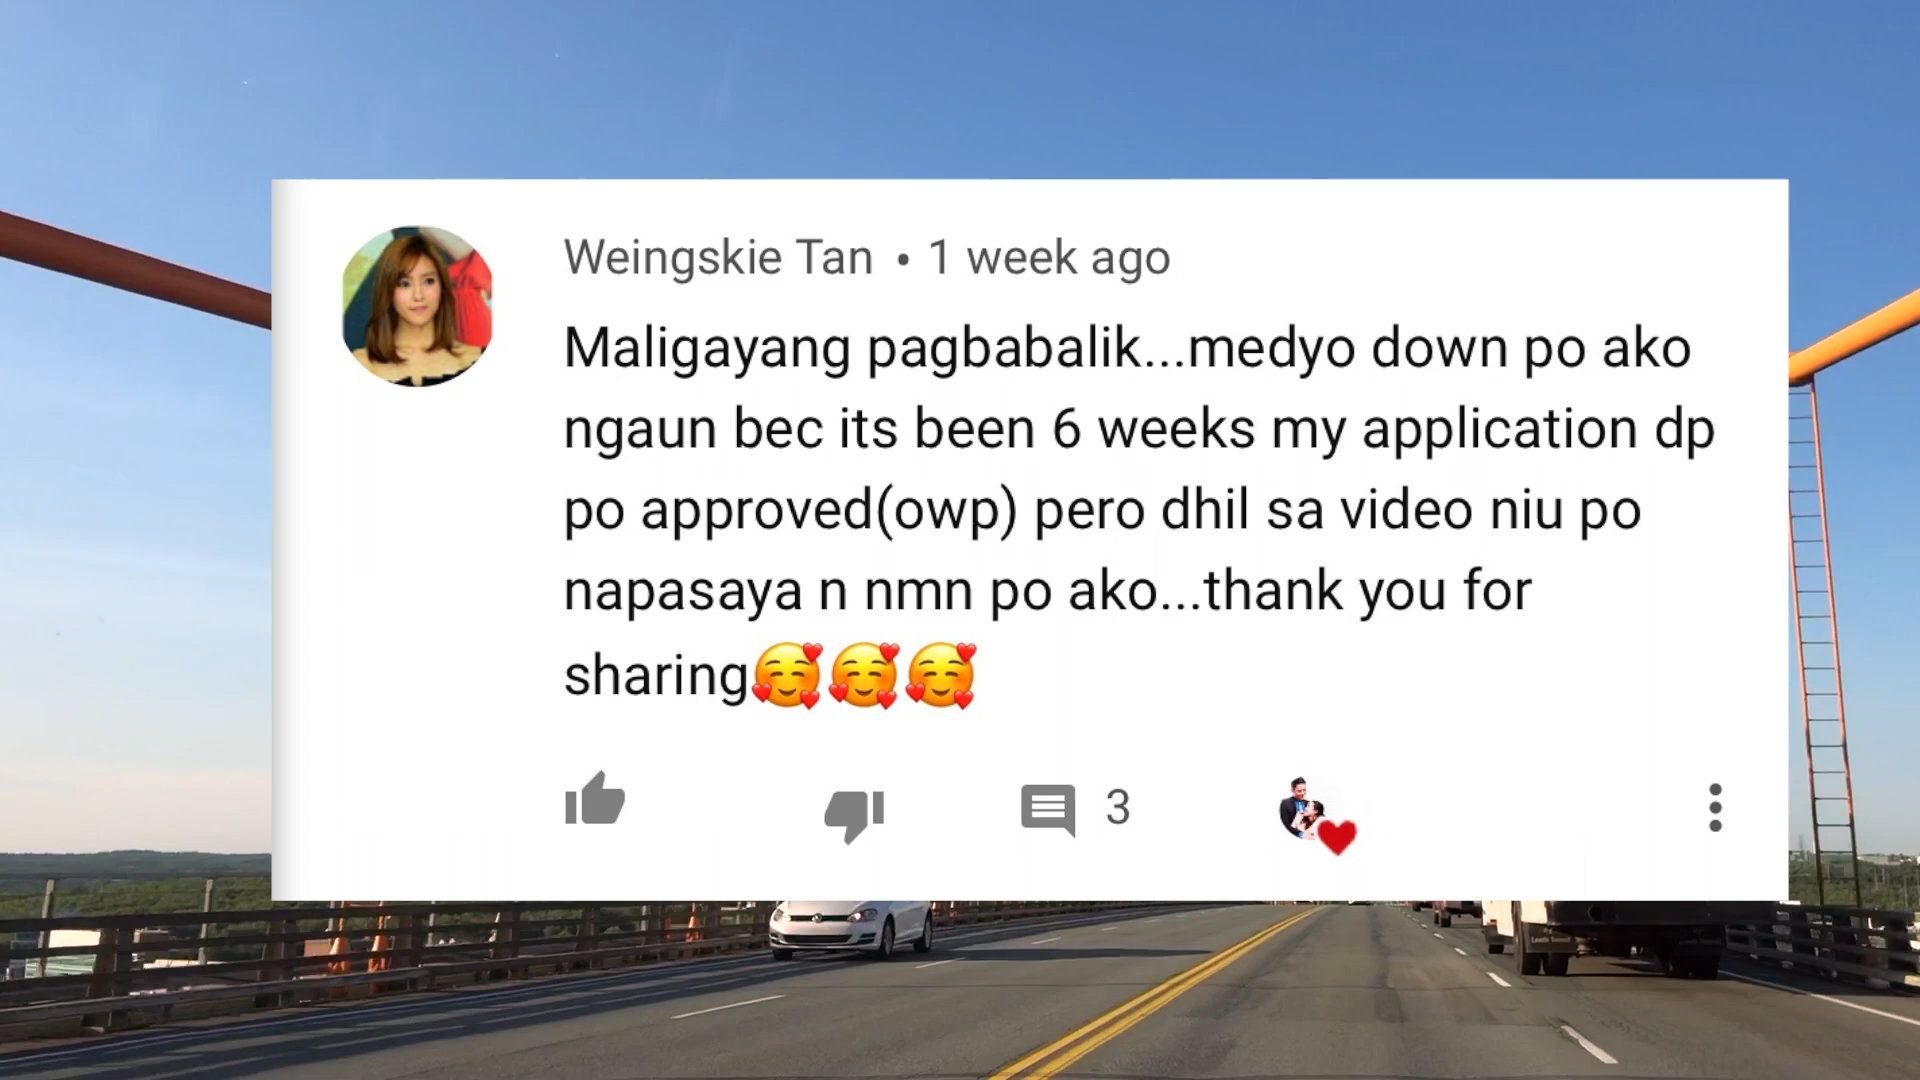 Weingskie Tan • 1 week ago
Maligayang pagbabalik...medyo down po ako
ngaun bec its been 6 weeks my application dp
po approved(owp) pero dhil sa video niu po
napasaya n nmn po ako...thank you for
sharing🥰🥰🥰
3